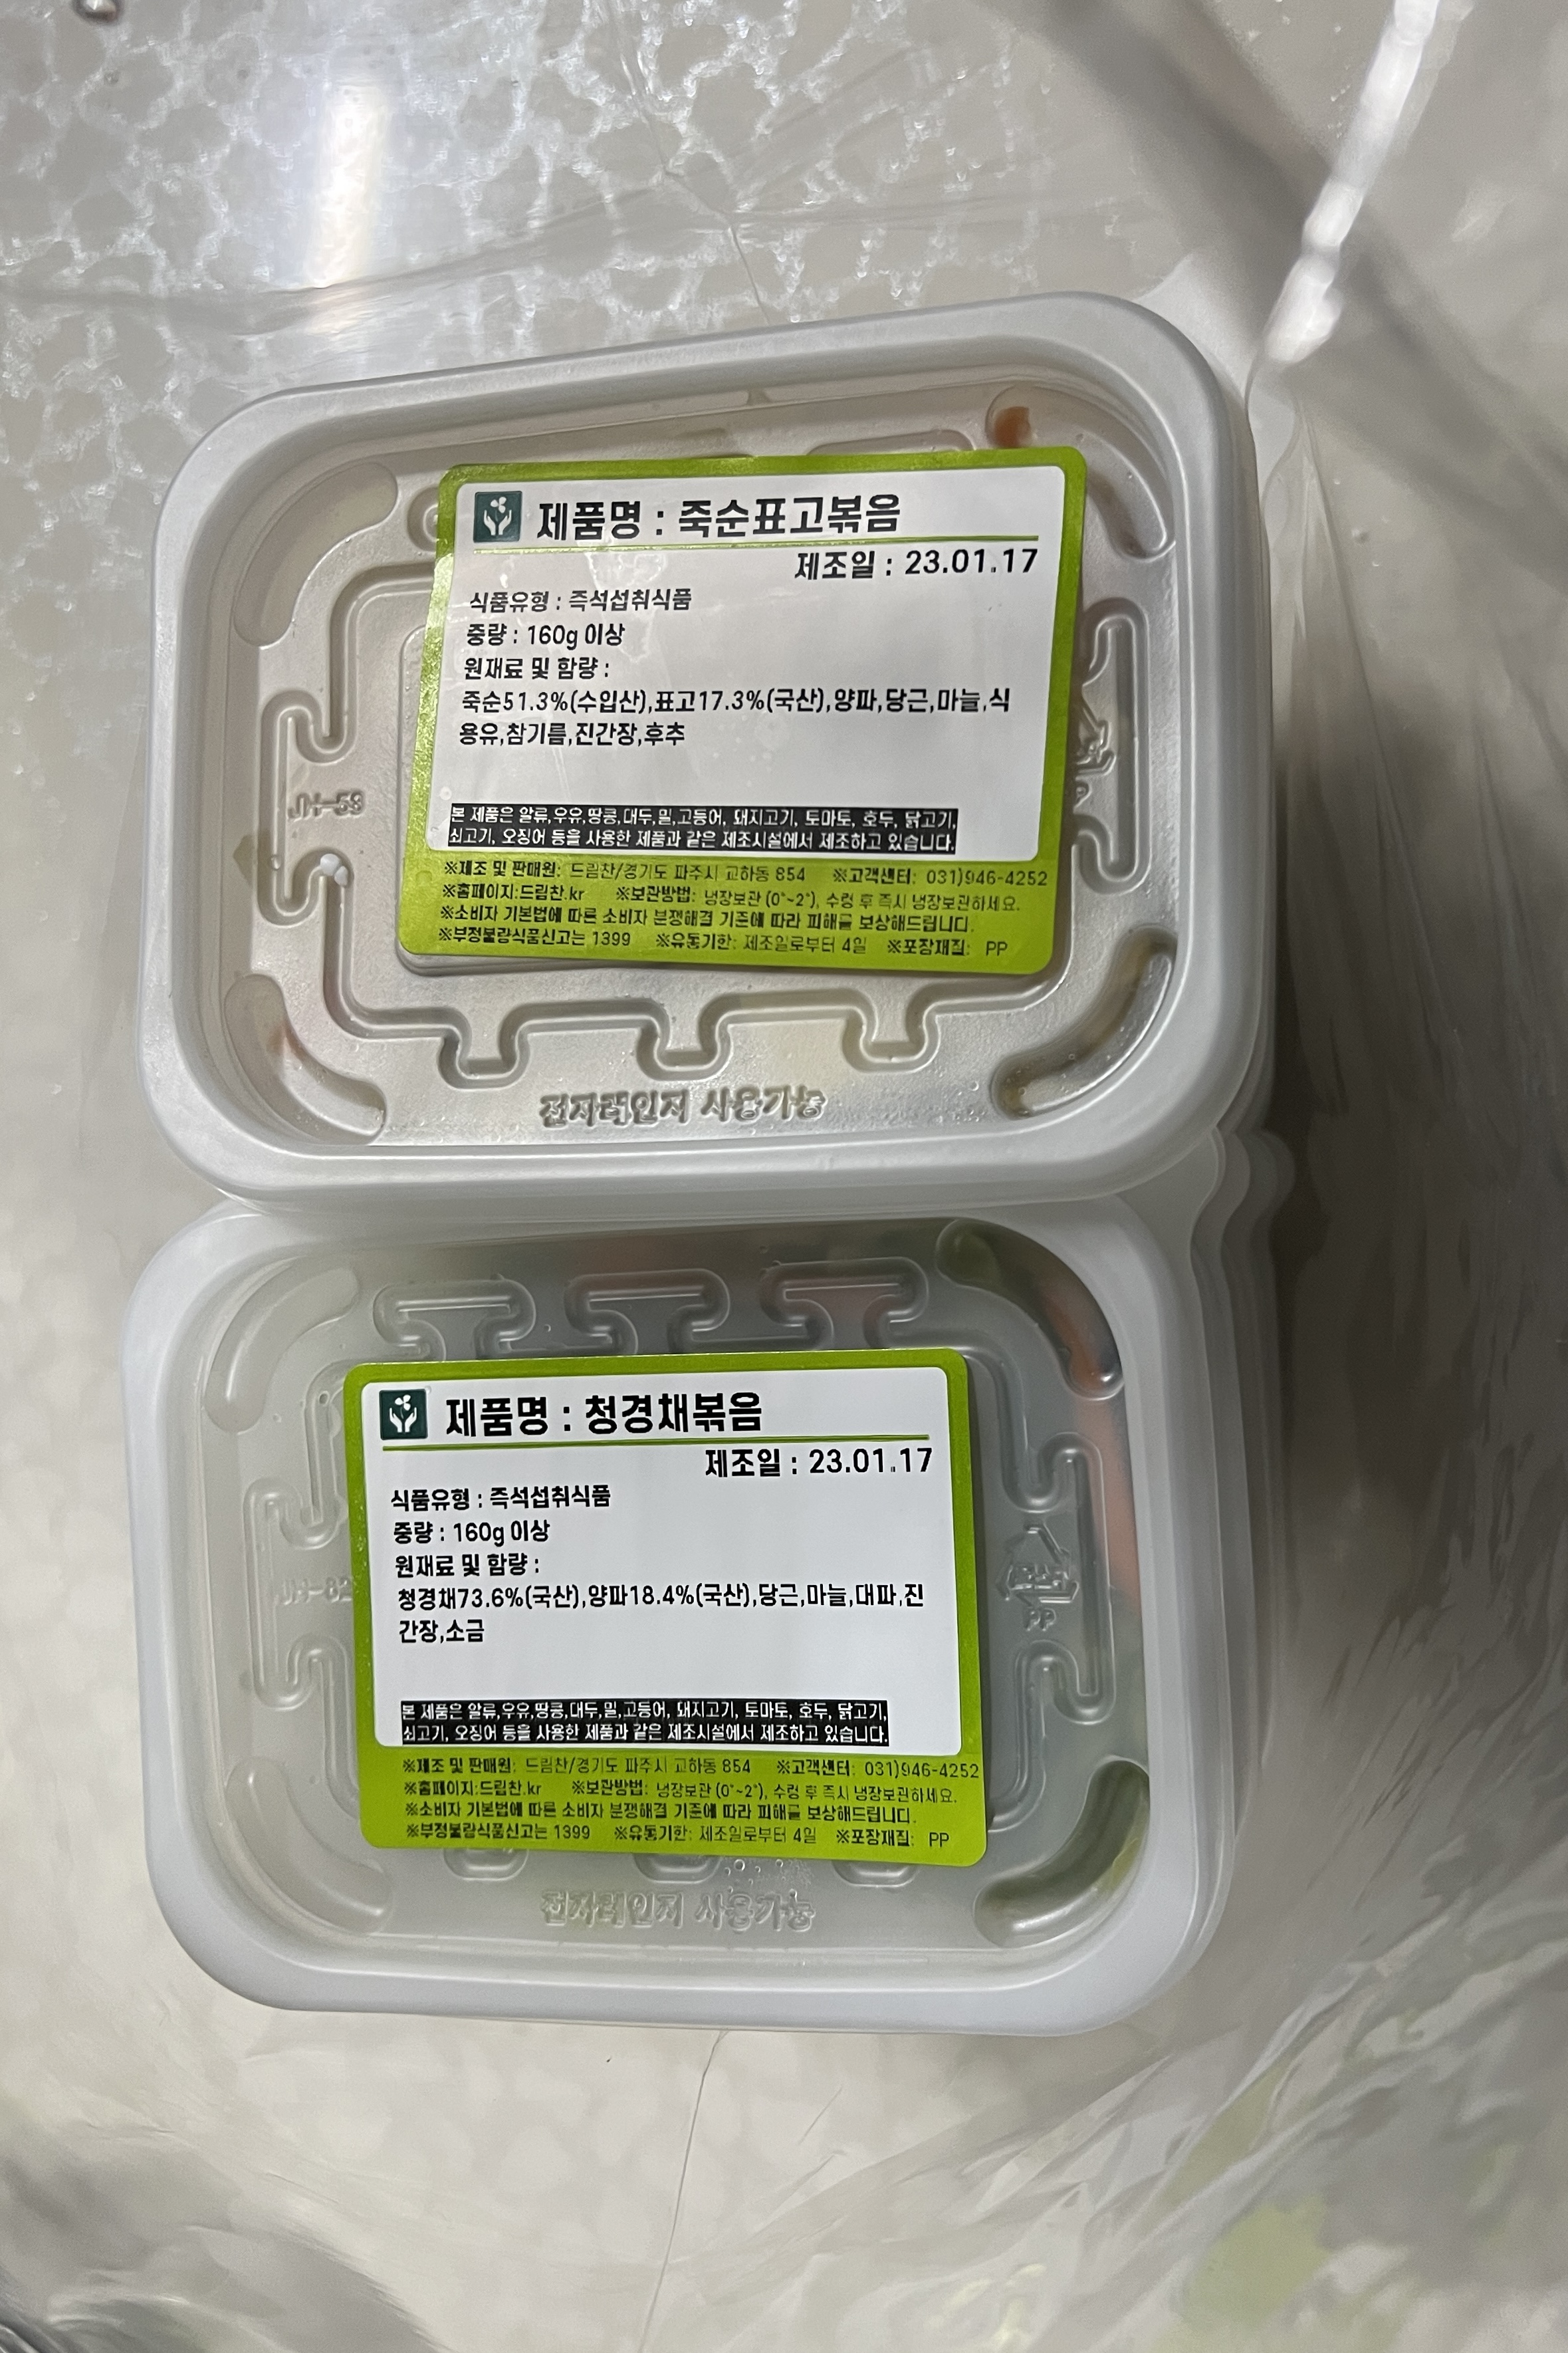 제품명 : 죽순표고볶음
제조일 : 23.01.17
식품유형 : 즉석섭취식품
중량 : 160g 이상
원재료 및 함량 :
죽순51.3%(수입산),표고17.3%(국산),양파,당근,마늘,식
용유,참기름,진간장,후추
본 제품은 알류,우유,땅콩,대두,밀,고등어, 돼지고기, 토마토, 호두, 닭고기,
쇠고기, 오징어 등을 사용한 제품과 같은 제조시설에서 제조하고 있습니다.
※제조 및 판매원: 드림찬/경기도 파주시 교하동 854 ※고객센터: 031)946-4252
※홈페이지:드림찬.kr ※보관방법: 냉장보관 (0°~2°), 수령 후 즉시 냉장보관하세요.
※소비자 기본법에 따른 소비자 분쟁해결 기준에 따라 피해를 보상해드립니다.
※부정불량식품신고는 1399 ※유통기한: 제조일로부터 4일 ※포장재질: PP
전자레인지 사용가능
제품명 : 청경채볶음
제조일 : 23.01.17
식품유형 : 즉석섭취식품
중량 : 160g 이상
원재료 및 함량 :
청경채73.6%(국산),양파18.4%(국산),당근,마늘,대파,진
간장,소금
PP
본 제품은 알류,우유,땅콩,대두,밀,고등어, 돼지고기, 토마토, 호두, 닭고기,
쇠고기, 오징어 등을 사용한 제품과 같은 제조시설에서 제조하고 있습니다.
※제조 및 판매원: 드림찬/경기도 파주시 교하동 854 ※고객센터: 031)946-4252
※홈페이지:드림찬.kr ※보관방법: 냉장보관 (0°~2°), 수령 후 즉시 냉장보관하세요.
※소비자 기본법에 따른 소비자 분쟁해결 기준에 따라 피해를 보상해드립니다.
※부정불량식품신고는 1399 ※유통기한: 제조일로부터 4일 ※포장재질: PP
전자레인지 사용가능